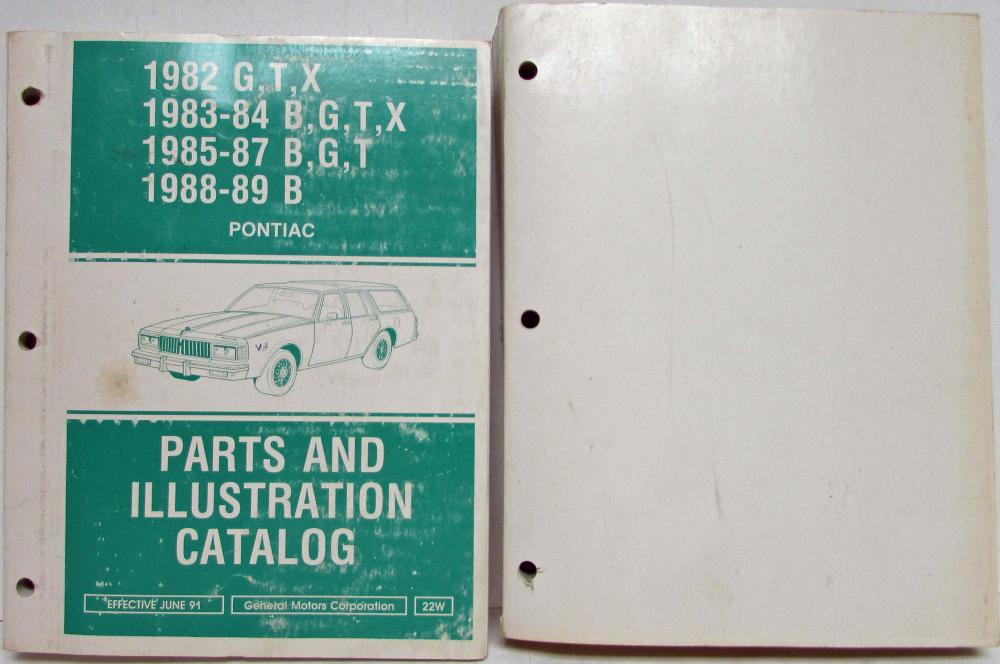 1982 G,T,X
1983-84 B,G,T,X
1985-87 B,G,T
1988-89 B
PONTIAC
PARTS AND
ILLUSTRATION
CATALOG
EFFECTIVE JUNE 91 General Motors Corporation 22W